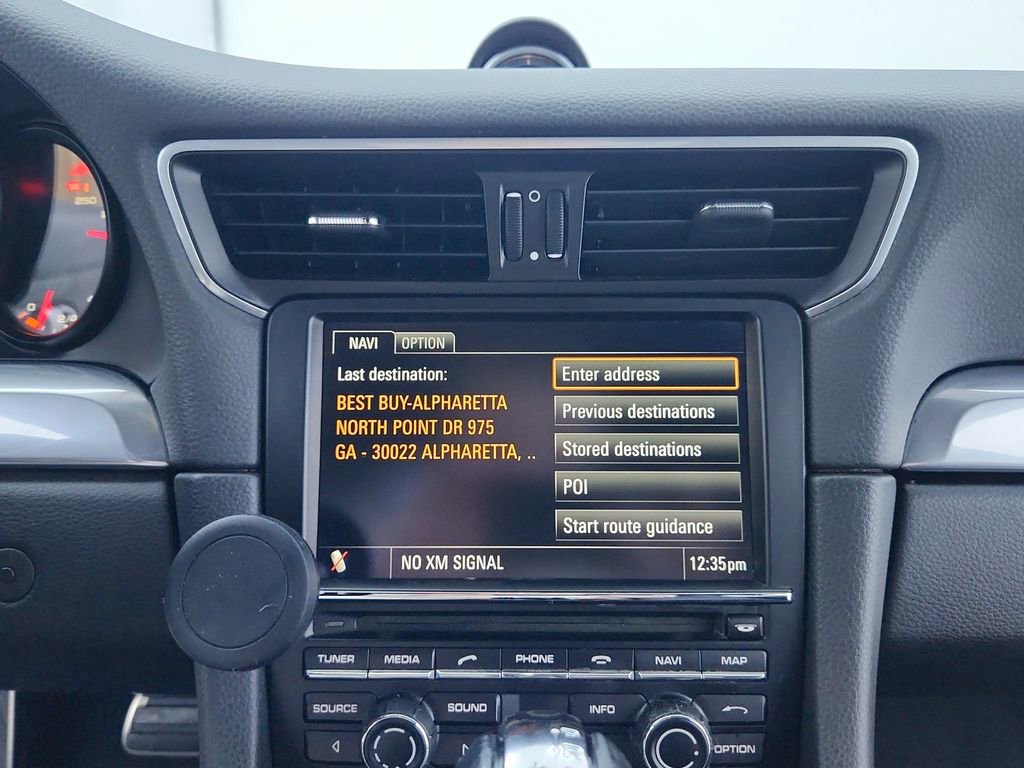 250
0
NAVI OPTION
Last destination:
BEST BUY-ALPHARETTA
NORTH POINT DR 975
GA - 30022 ALPHARETTA, ..
Enter address
Previous destinations
Stored destinations
POI
Start route guidance
NO XM SIGNAL
12:35pm
TUNER MEDIA PHONE NAVI MAP
SOURCE SOUND INFO
OPTION